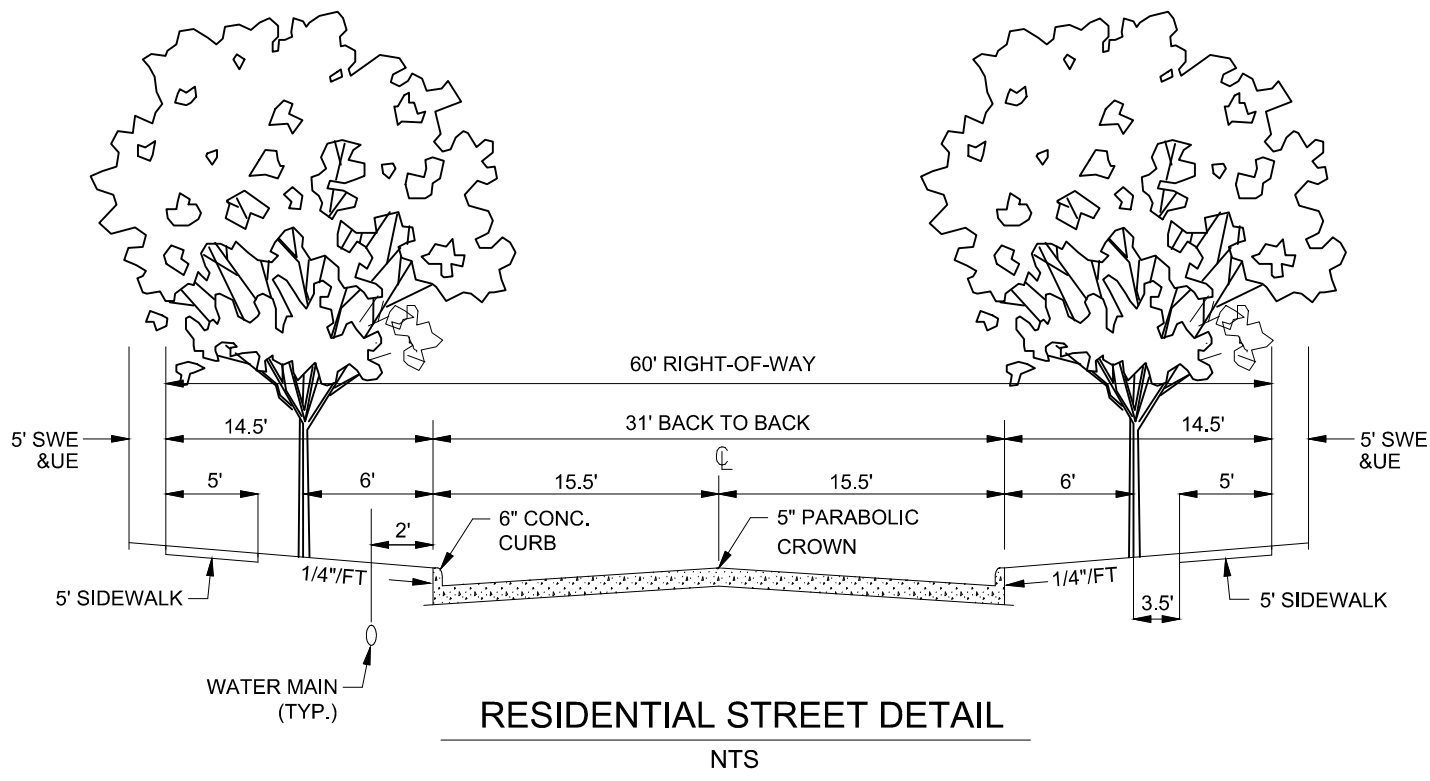 60' RIGHT-OF-WAY
5' SWE
&UE
14.5'
31' BACK TO BACK
14.5'
5' SWE
&UE
℄
5'
6'
15.5'
15.5'
6'
5'
2'
6" CONC.
CURB
5" PARABOLIC
CROWN
1/4"/FT
1/4"/FT
5' SIDEWALK
3.5'
5' SIDEWALK
WATER MAIN
(TYP.)
RESIDENTIAL STREET DETAIL
NTS